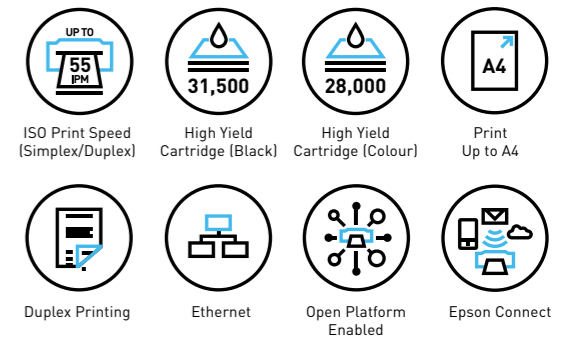 UP TO
55
IPM
31,500
28,000
A4
ISO Print Speed
(Simplex/Duplex)
High Yield
Cartridge (Black)
High Yield
Cartridge (Colour)
Print
Up to A4
Duplex Printing
Ethernet
Open Platform
Enabled
Epson Connect